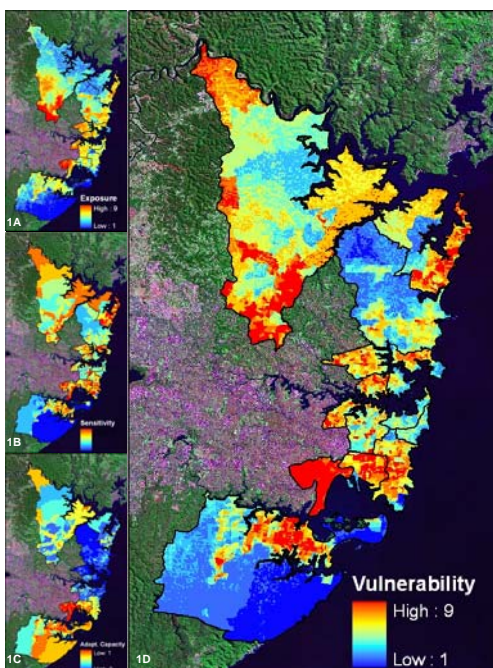 Exposure
High : 9
Low : 1
1A
Sensitivity
1B
Adapt. Capacity
Low : 1
1C
Vulnerability
High : 9
Low : 1
1D